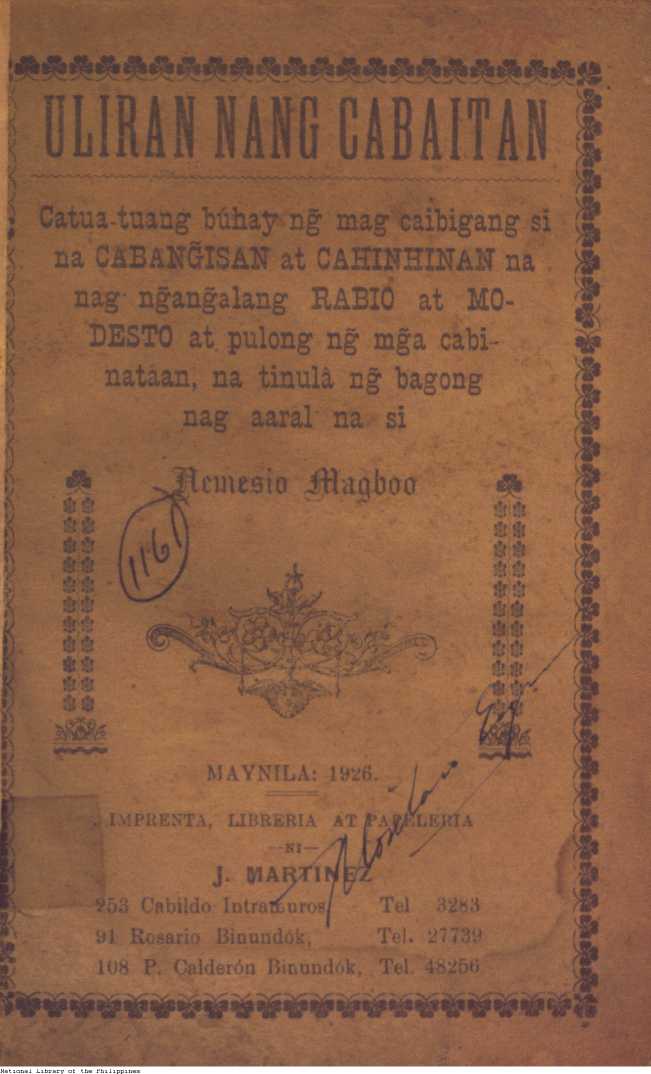 ULIRAN NANG CABAITAN
Catua-tuang búhay ng̃ mag caibigang si
na CABANG̃ISAN at CAHINHINAN na
nag ng̃ang̃alang RABIO at MO-
DESTO at pulong ng̃ mg̃a cabi-
nataan, na tinulâ ng̃ bagong
nag aaral na si
Nemesio Magboo
1161
MAYNILA: 1926.
IMPRENTA, LIBRERIA AT PAPELERIA
—NI—
J. MARTINEZ
253 Cabildo Intramuros, Tel 3283
91 Rosario Binundók, Tel. 27739
108 P. Calderón Binundók, Tel. 48256
National Library of the Philippines